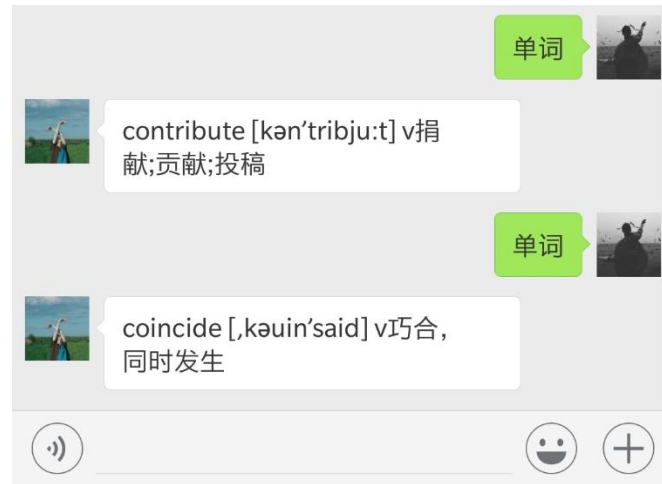 单词
contribute [kən′tribju:t] v捐
献;贡献;投稿
单词
coincide [,kəuin′said] v巧合，
同时发生